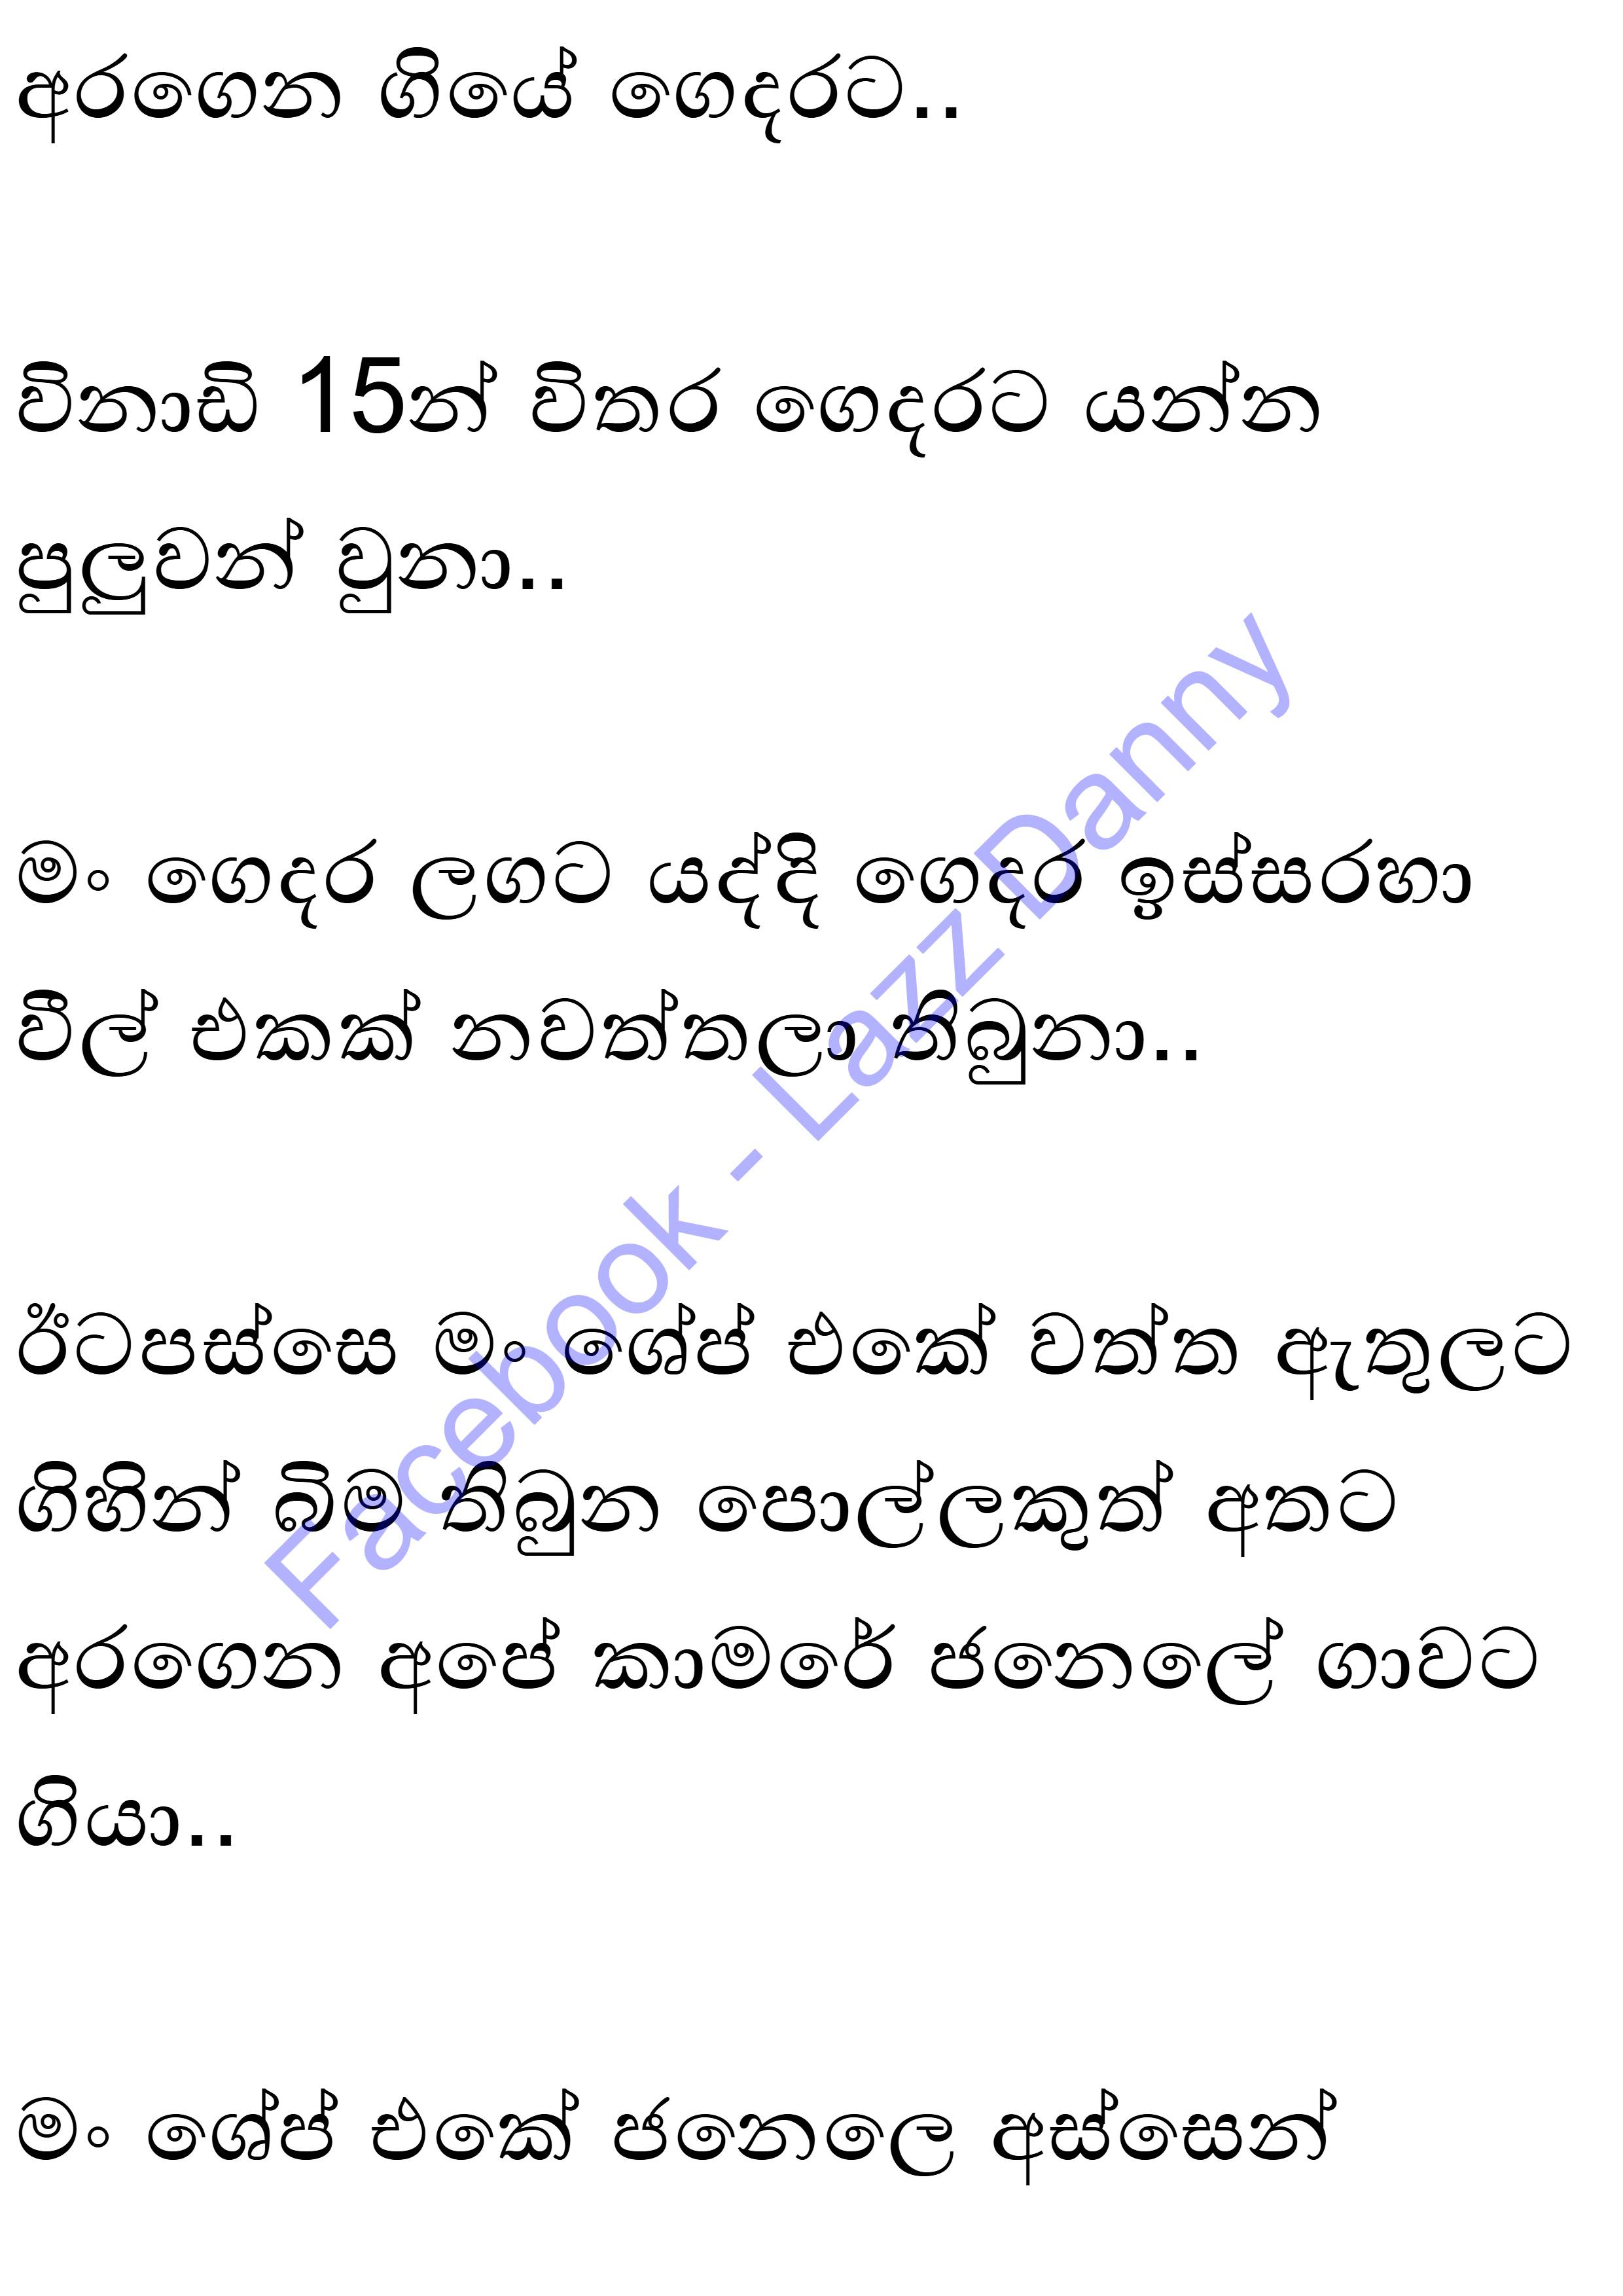 අරගෙන ගියේ ගෙදරට..
විනාඩි 15න් විතර ගෙදරට යන්න
පුලුවන් වුනා..
මං ගෙදර ලගට යද්දි ගෙදර ඉස්සරහා
වීල් එකක් නවත්තලා තිබුනා..
ඊටපස්සෙ මං ශේප් එකේ වත්ත ඇතුලට
ගිහින් බිම තිබුන පොල්ලකුත් අතට
අරගෙන අපේ කාමරේ ජනෙලේ ගාවට
ගියා..
මං ශේප් එකේ ජනෙලෙ අස්සෙන්
Facebook - Lazz Danny